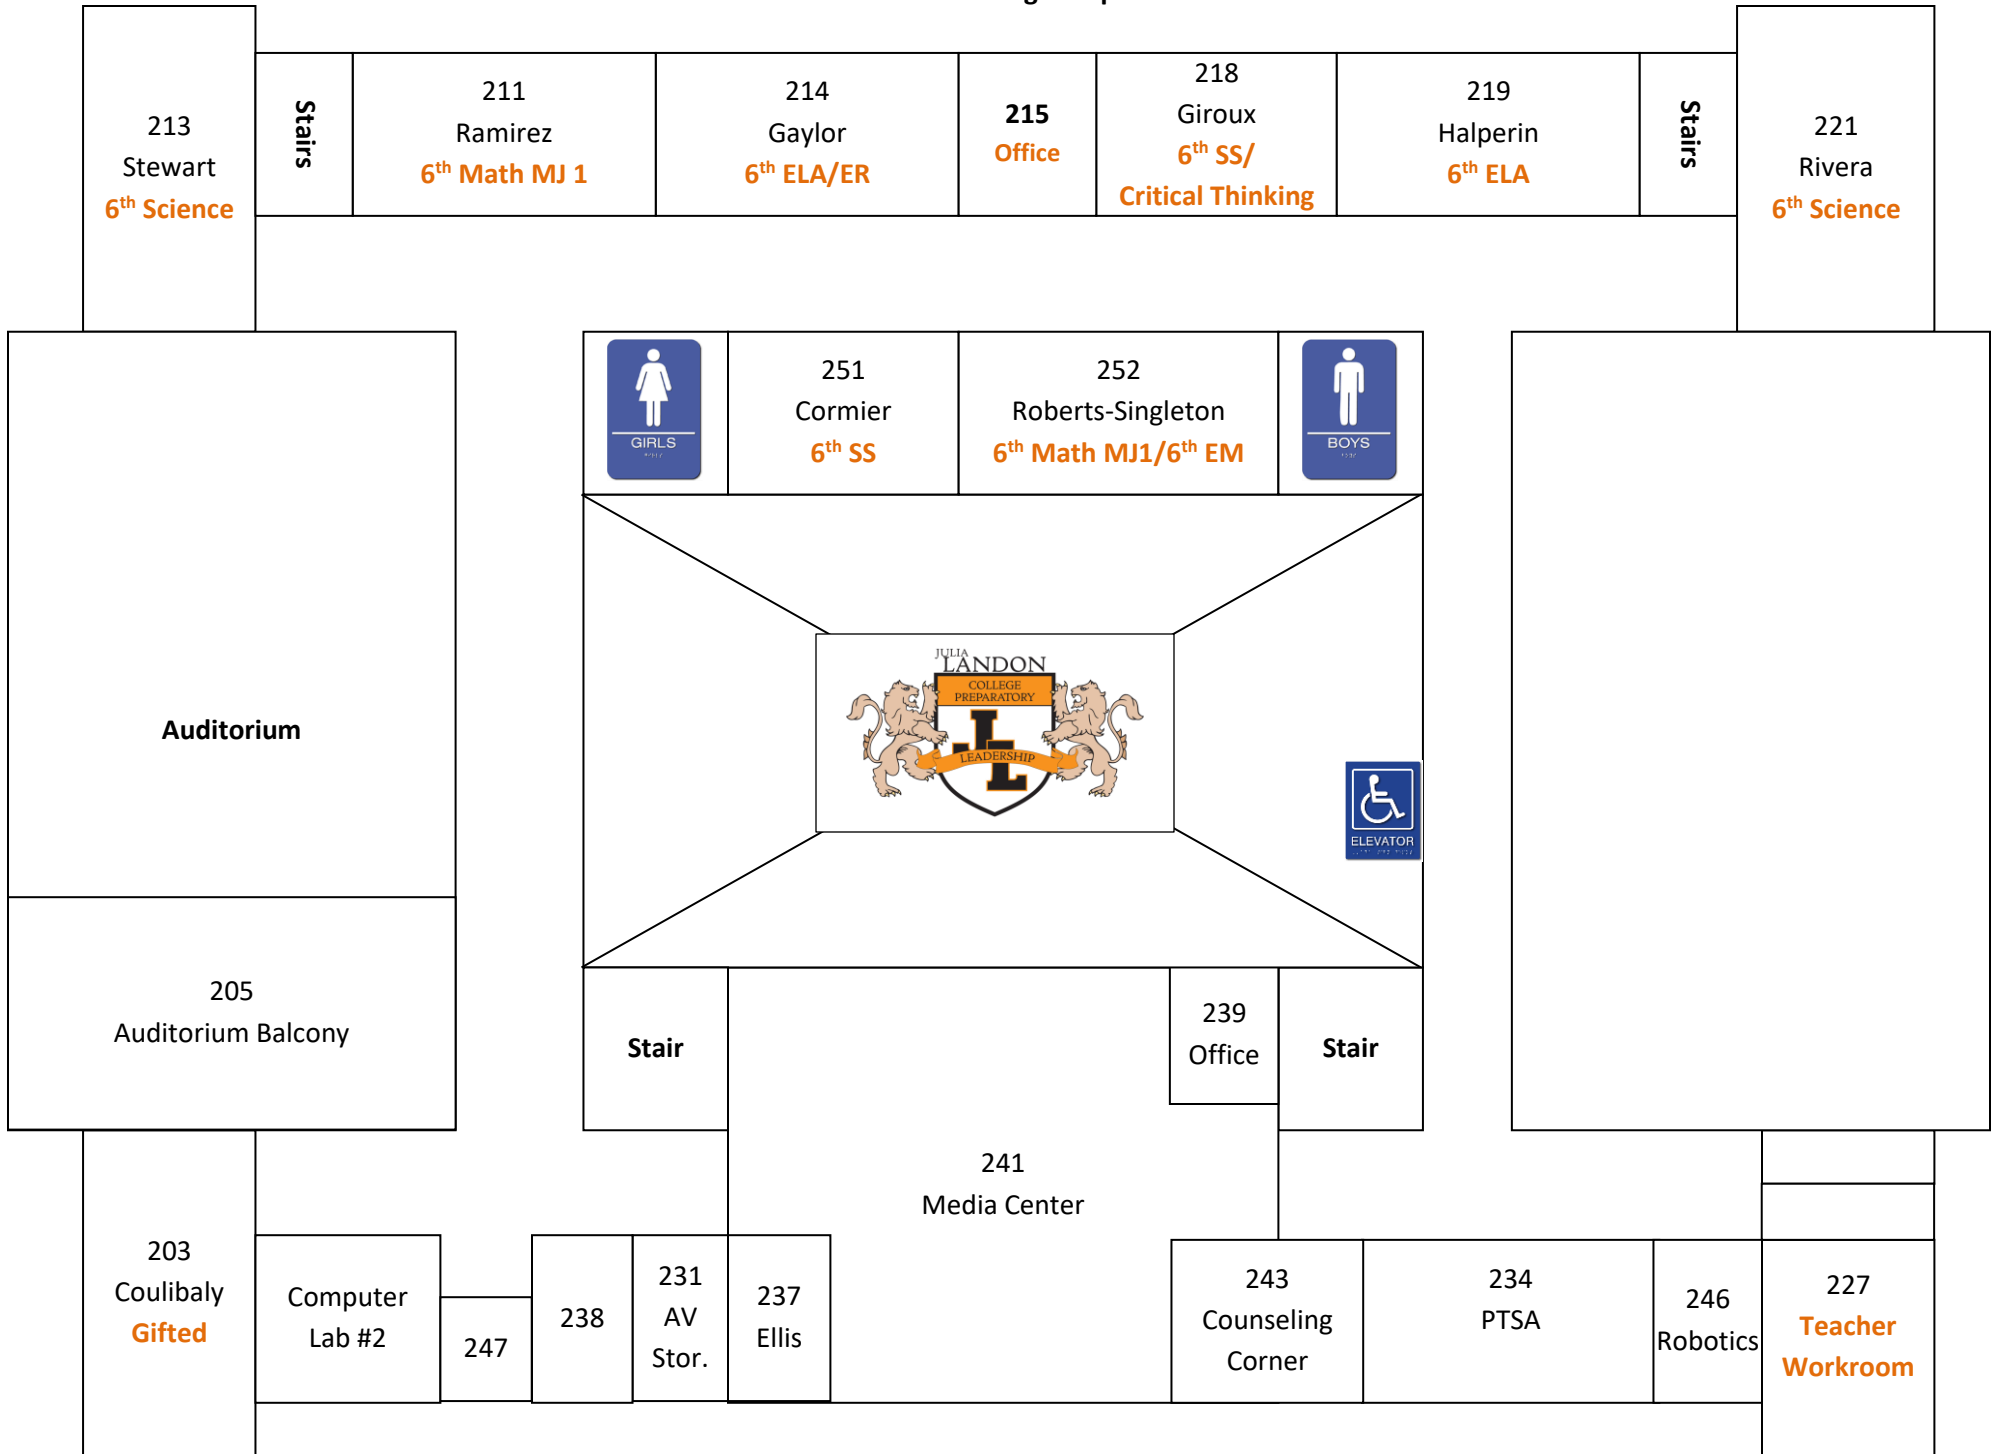 213
Stewart
6th Science
Stairs
211
Ramirez
6th Math MJ 1
214
Gaylor
6th ELA/ER
215
Office
218
Giroux
6th SS/
Critical Thinking
219
Halperin
6th ELA
Stairs
221
Rivera
6th Science
GIRLS
251
Cormier
6th SS
252
Roberts-Singleton
6th Math MJ1/6th EM
BOYS
JULIA
LANDON
COLLEGE
PREPARATORY
JL
LEADERSHIP
Auditorium
ELEVATOR
205
Auditorium Balcony
Stair
239
Office
Stair
241
Media Center
203
Coulibaly
Gifted
Computer
Lab #2
247
238
231
AV
Stor.
237
Ellis
243
Counseling
Corner
234
PTSA
246
Robotics
227
Teacher
Workroom